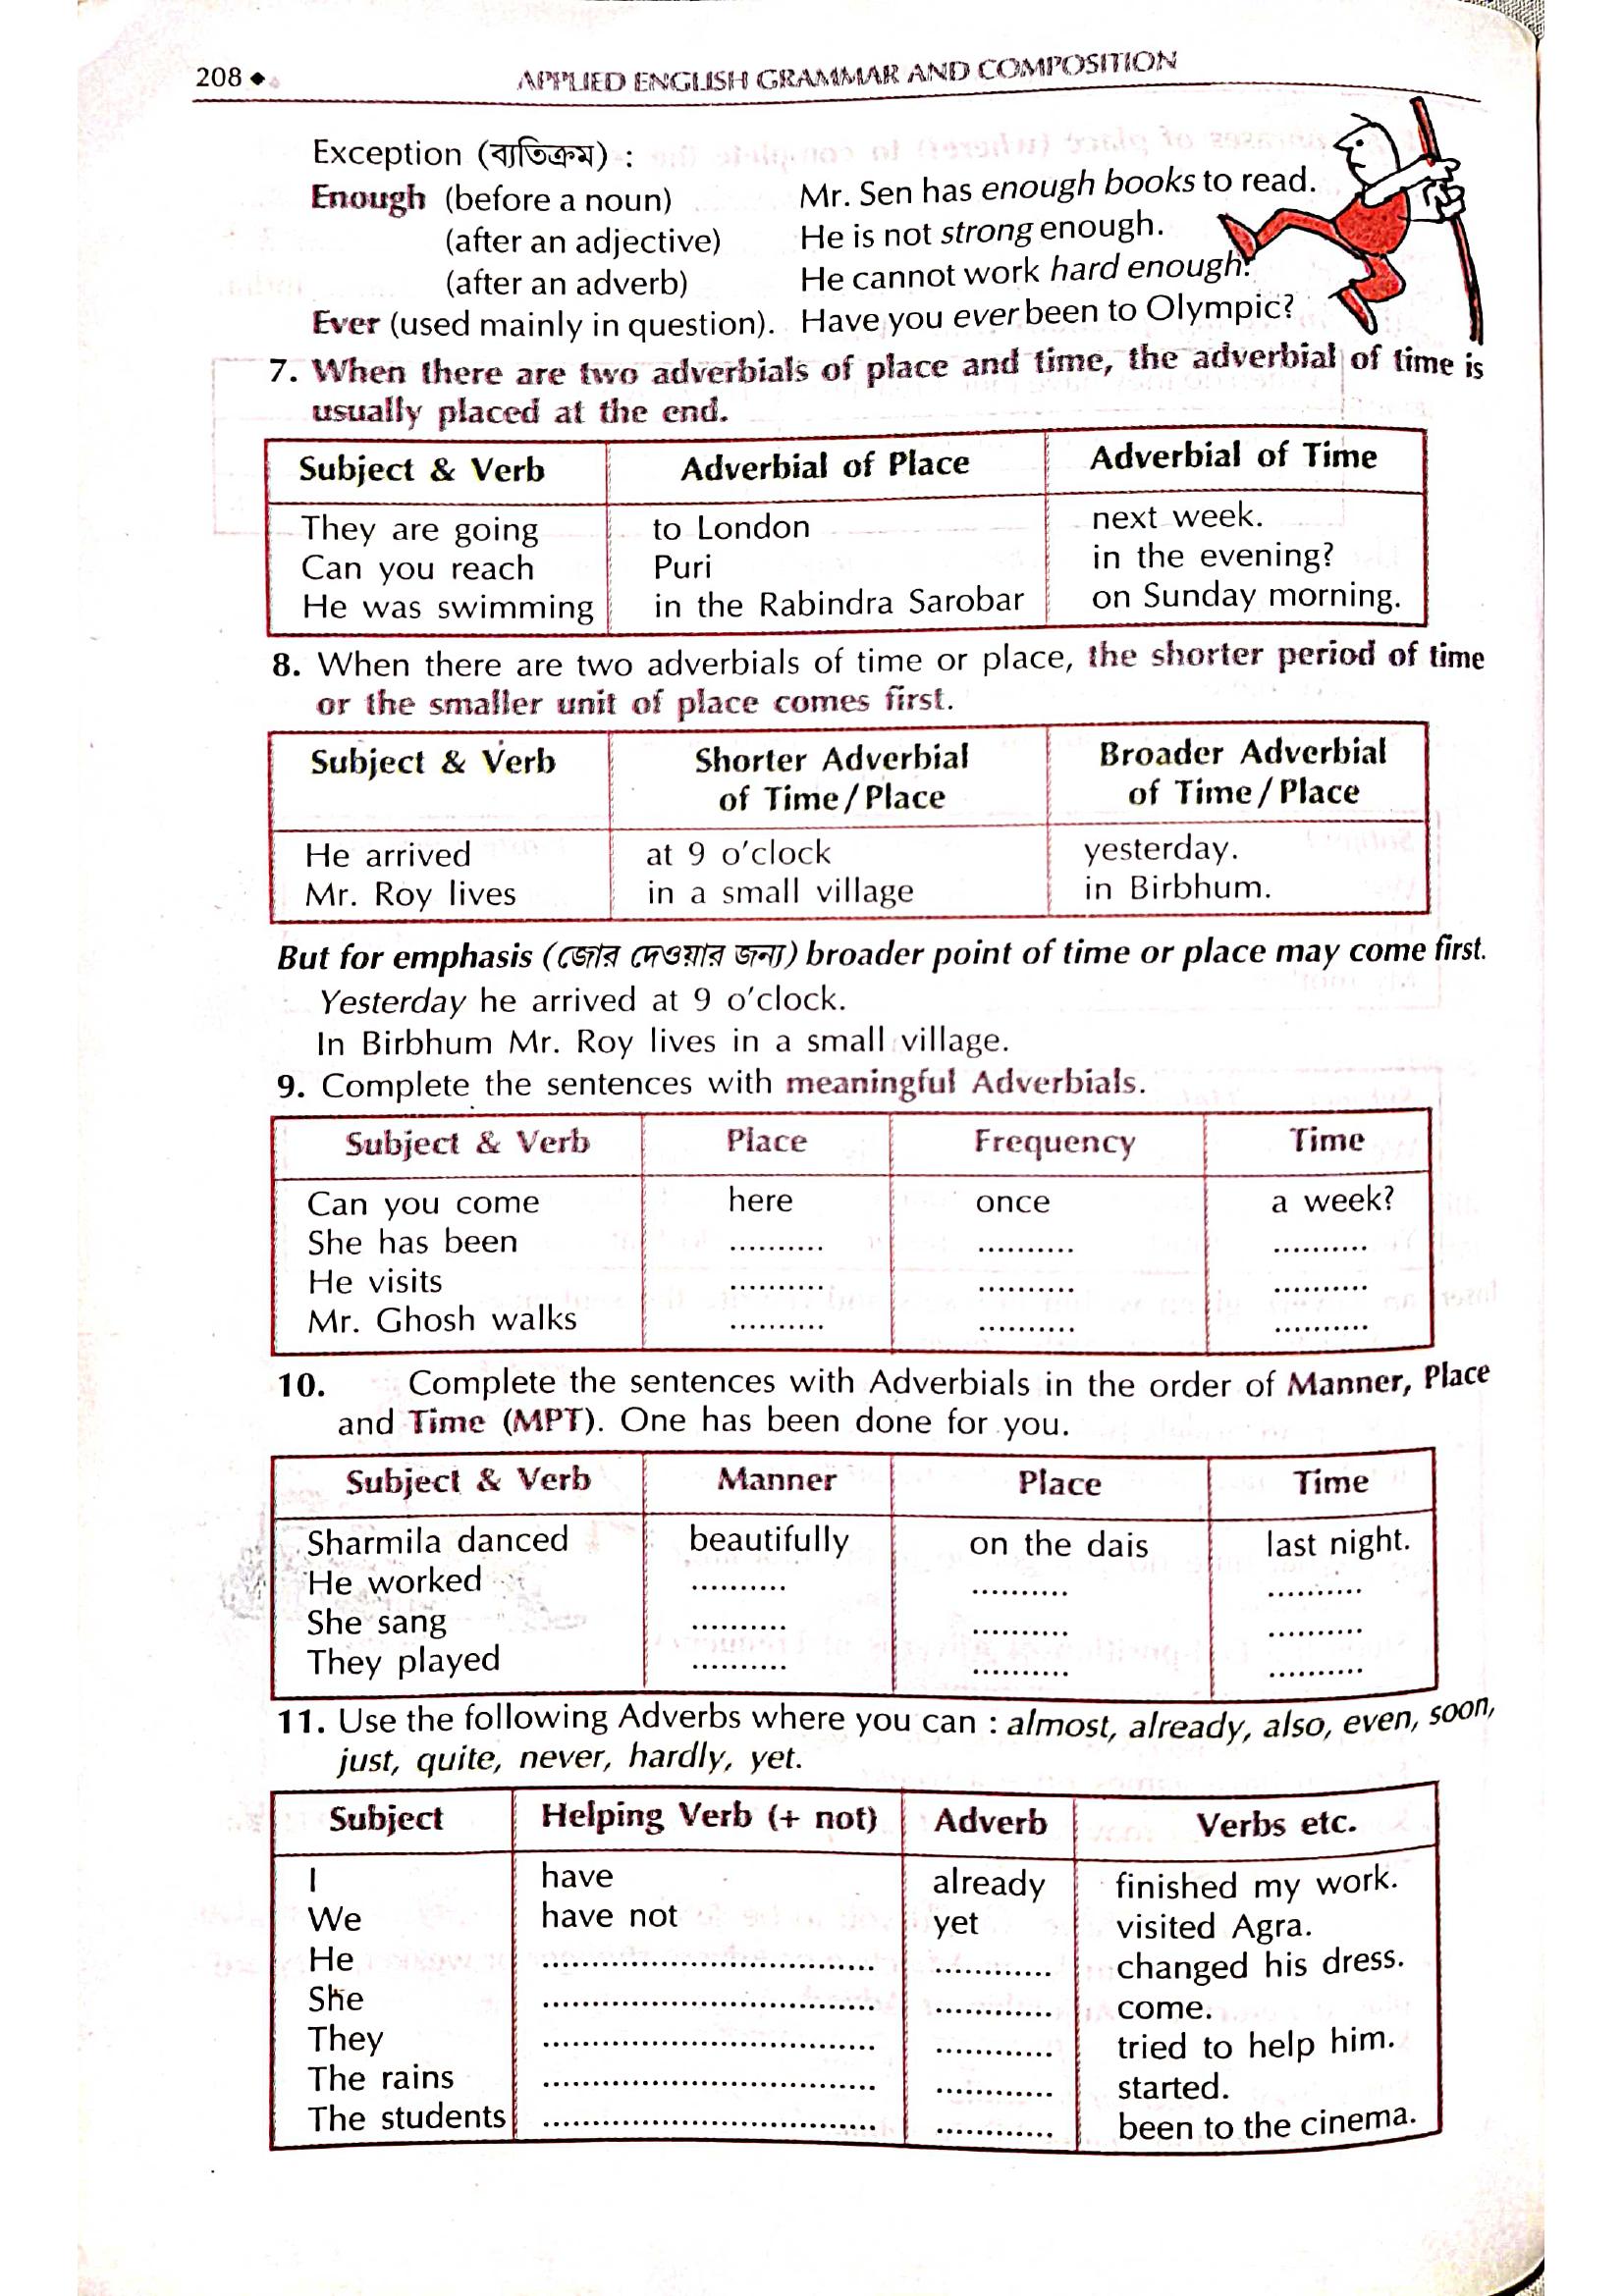 208 ◆
APPLIED ENGLISH GRAMMAR AND COMPOSITION
Exception (ব্যতিক্রম) :
Enough (before a noun) Mr. Sen has enough books to read.
(after an adjective) He is not strong enough.
(after an adverb) He cannot work hard enough.
Ever (used mainly in question). Have you ever been to Olympic?
7. When there are two adverbials of place and time, the adverbial of time is
usually placed at the end.
Subject & Verb Adverbial of Place Adverbial of Time
They are going to London next week.
Can you reach Puri in the evening?
He was swimming in the Rabindra Sarobar on Sunday morning.
8. When there are two adverbials of time or place, the shorter period of time
or the smaller unit of place comes first.
Subject & Verb Shorter Adverbial Broader Adverbial
of Time / Place of Time / Place
He arrived at 9 o'clock yesterday.
Mr. Roy lives in a small village in Birbhum.
But for emphasis (জোর দেওয়ার জন্য) broader point of time or place may come first.
Yesterday he arrived at 9 o'clock.
In Birbhum Mr. Roy lives in a small village.
9. Complete the sentences with meaningful Adverbials.
Subject & Verb Place Frequency Time
Can you come here once a week?
She has been .......... .......... ..........
He visits .......... .......... ..........
Mr. Ghosh walks .......... .......... ..........
10. Complete the sentences with Adverbials in the order of Manner, Place
and Time (MPT). One has been done for you.
Subject & Verb Manner Place Time
Sharmila danced beautifully on the dais last night.
He worked .......... .......... ..........
She sang .......... .......... ..........
They played .......... .......... ..........
11. Use the following Adverbs where you can : almost, already, also, even, soon,
just, quite, never, hardly, yet.
Subject Helping Verb (+ not) Adverb Verbs etc.
I have already finished my work.
We have not yet visited Agra.
He .................................. ............ changed his dress.
She .................................. ............ come.
They .................................. ............ tried to help him.
The rains .................................. ............ started.
The students .................................. ............ been to the cinema.